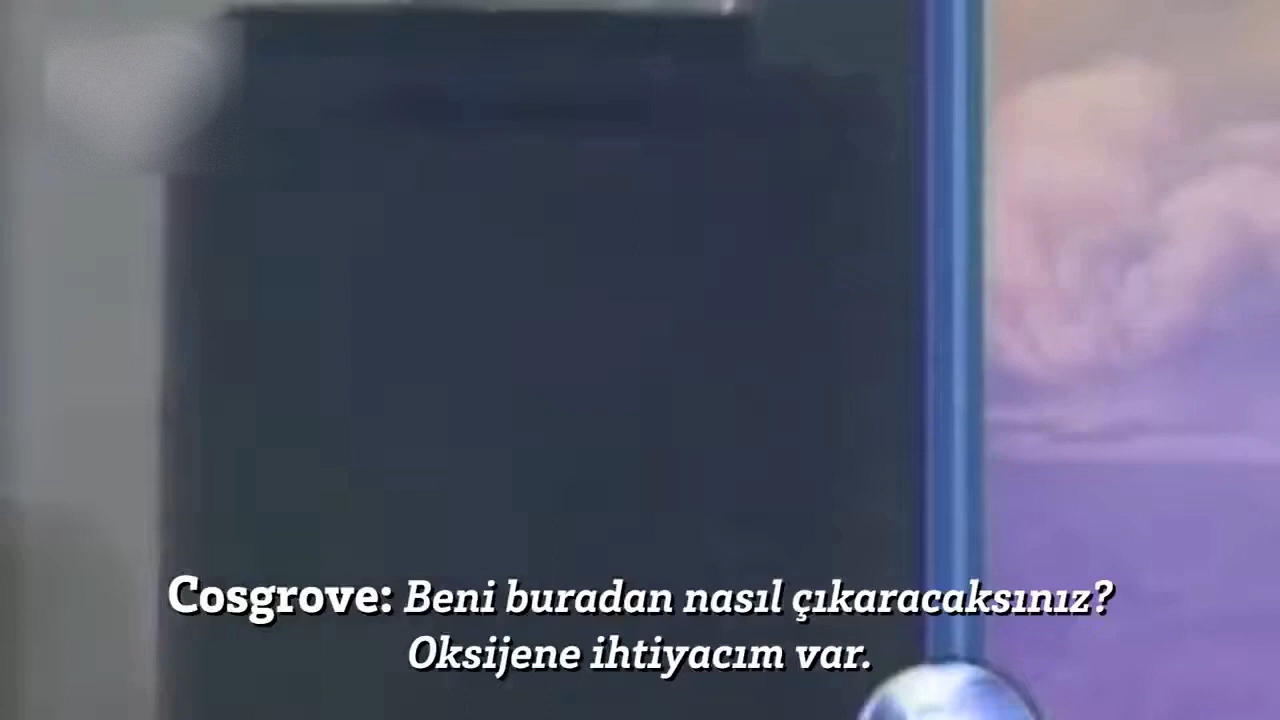 Cosgrove: Beni buradan nasıl çıkaracaksınız?
Oksijene ihtiyacım var.